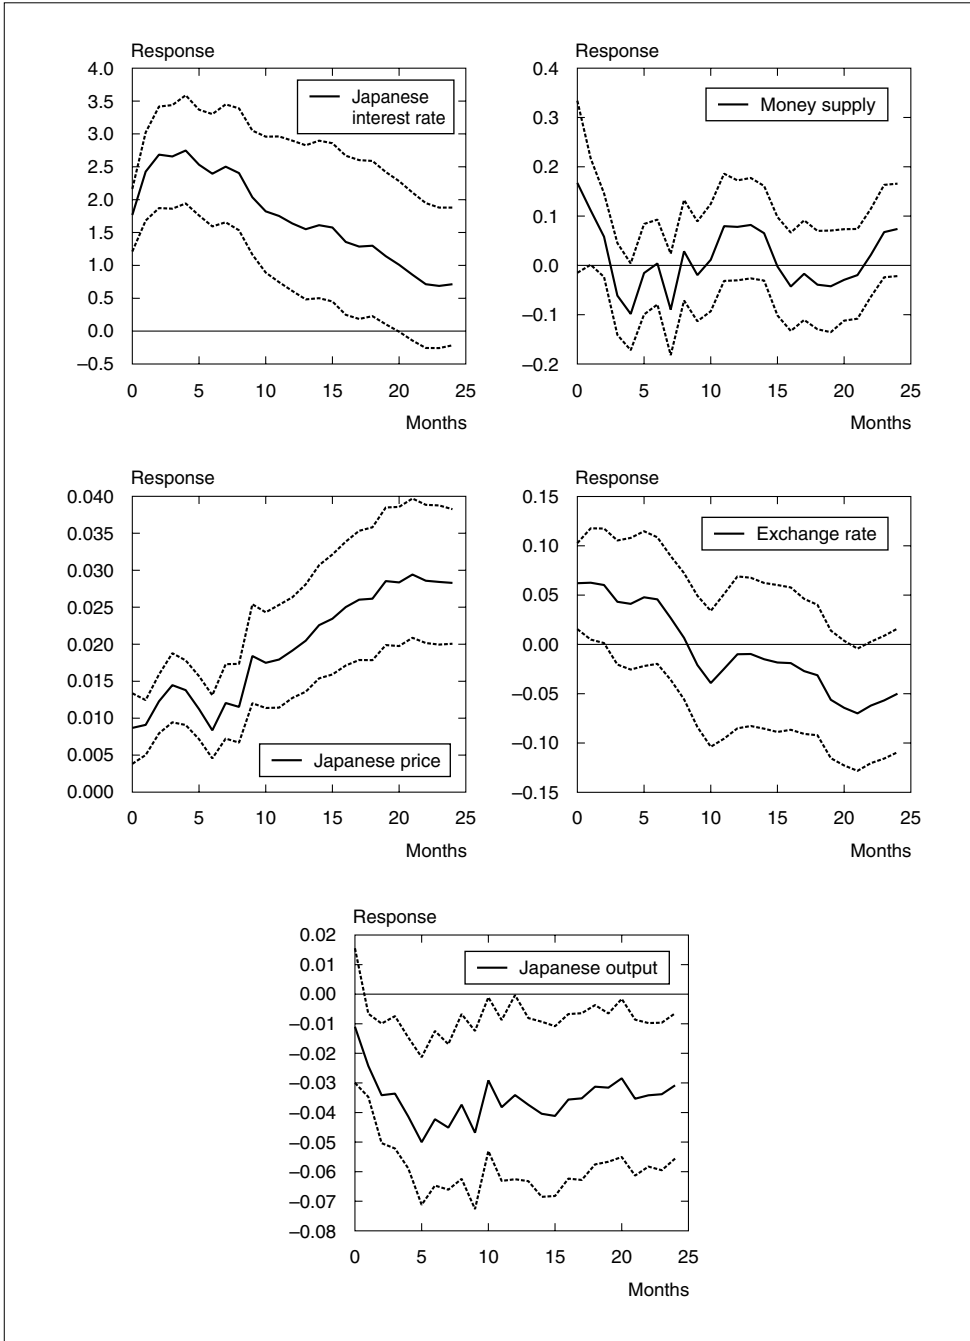 Response
4.0
3.5
3.0
2.5
2.0
1.5
1.0
0.5
0.0
–0.5
Japanese
interest rate
0 5 10 15 20 25
Months
Response
0.4
0.3
0.2
0.1
0.0
–0.1
–0.2
Money supply
0 5 10 15 20 25
Months
Response
0.040
0.035
0.030
0.025
0.020
0.015
0.010
0.005
0.000
Japanese price
0 5 10 15 20 25
Months
Response
0.15
0.10
0.05
0.00
–0.05
–0.10
–0.15
Exchange rate
0 5 10 15 20 25
Months
Response
0.02
0.01
0.00
–0.01
–0.02
–0.03
–0.04
–0.05
–0.06
–0.07
–0.08
Japanese output
0 5 10 15 20 25
Months